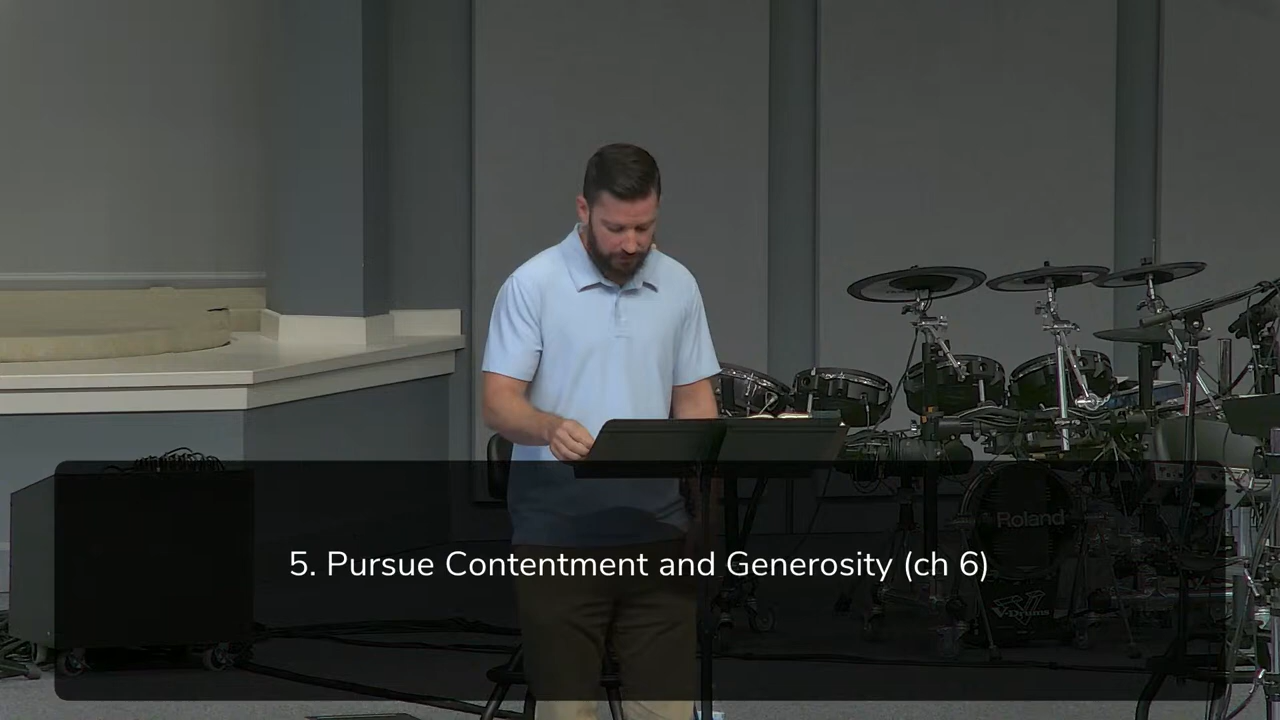 Roland
5. Pursue Contentment and Generosity (ch 6)
V-Drums